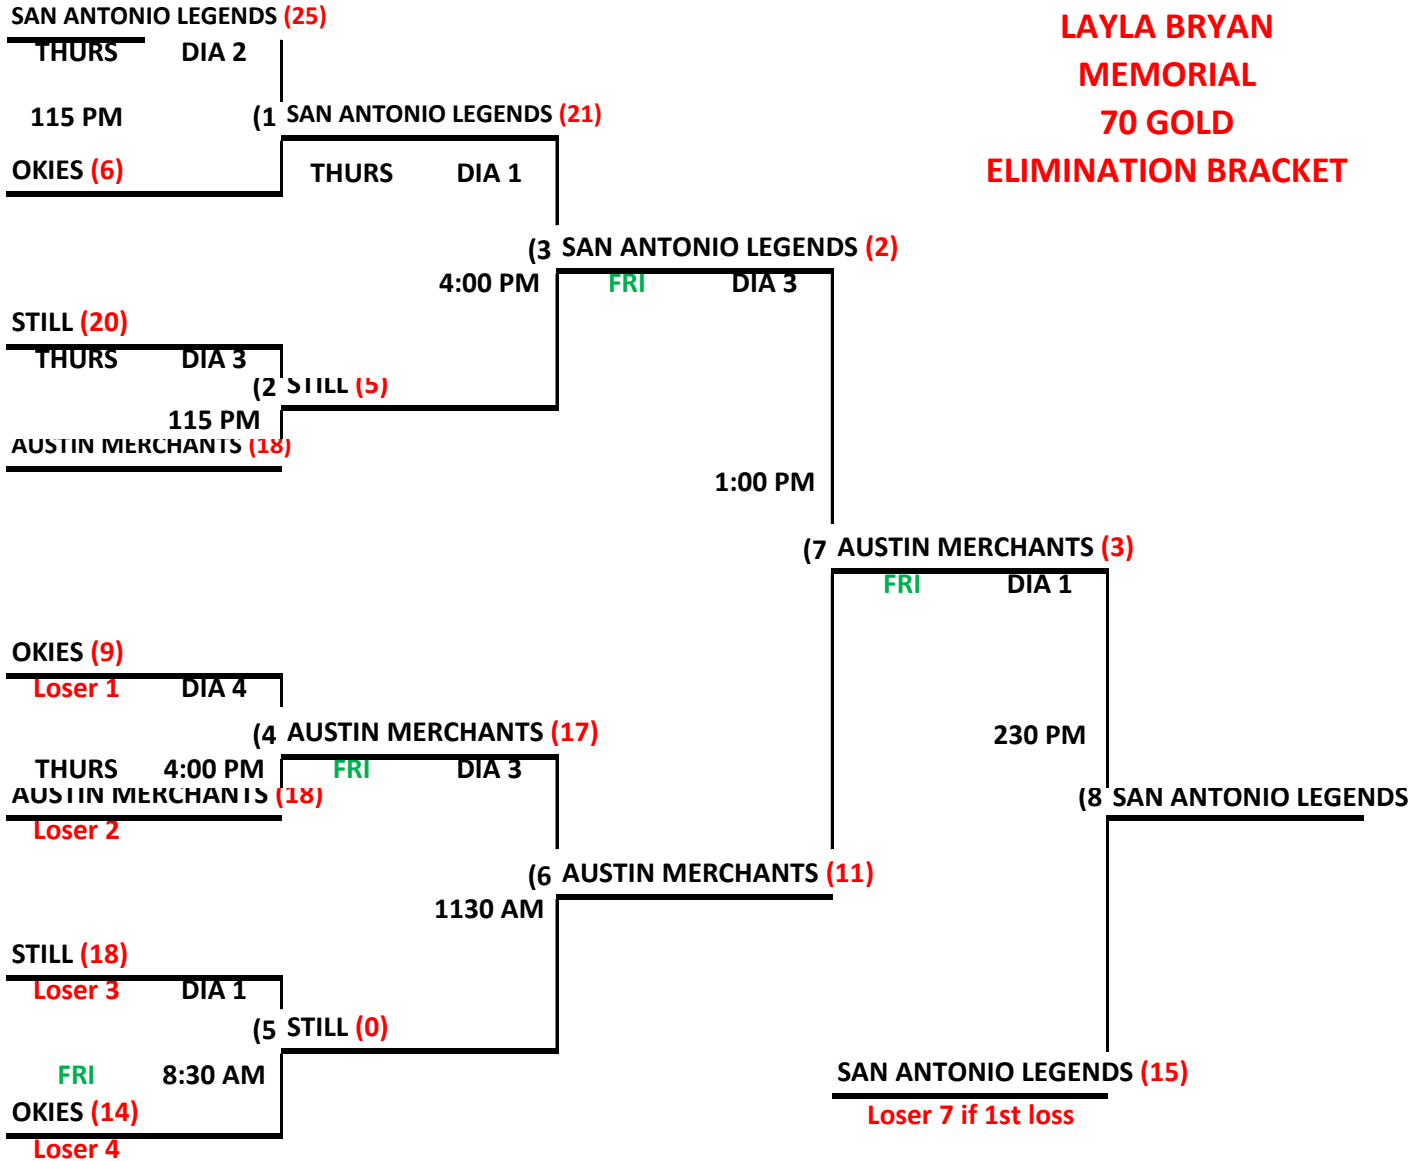 SAN ANTONIO LEGENDS (25)
LAYLA BRYAN
THURS DIA 2
MEMORIAL
115 PM (1 SAN ANTONIO LEGENDS (21)
70 GOLD
OKIES (6) THURS DIA 1
ELIMINATION BRACKET
(3 SAN ANTONIO LEGENDS (2)
4:00 PM FRI DIA 3
STILL (20)
THURS DIA 3
(2 STILL (5)
115 PM
AUSTIN MERCHANTS (18)
1:00 PM
(7 AUSTIN MERCHANTS (3)
FRI DIA 1
OKIES (9)
Loser 1 DIA 4
(4 AUSTIN MERCHANTS (17)
230 PM
THURS 4:00 PM FRI DIA 3
AUSTIN MERCHANTS (18)
(8 SAN ANTONIO LEGENDS
Loser 2
(6 AUSTIN MERCHANTS (11)
1130 AM
STILL (18)
Loser 3 DIA 1
(5 STILL (0)
FRI 8:30 AM
SAN ANTONIO LEGENDS (15)
OKIES (14)
Loser 7 if 1st loss
Loser 4